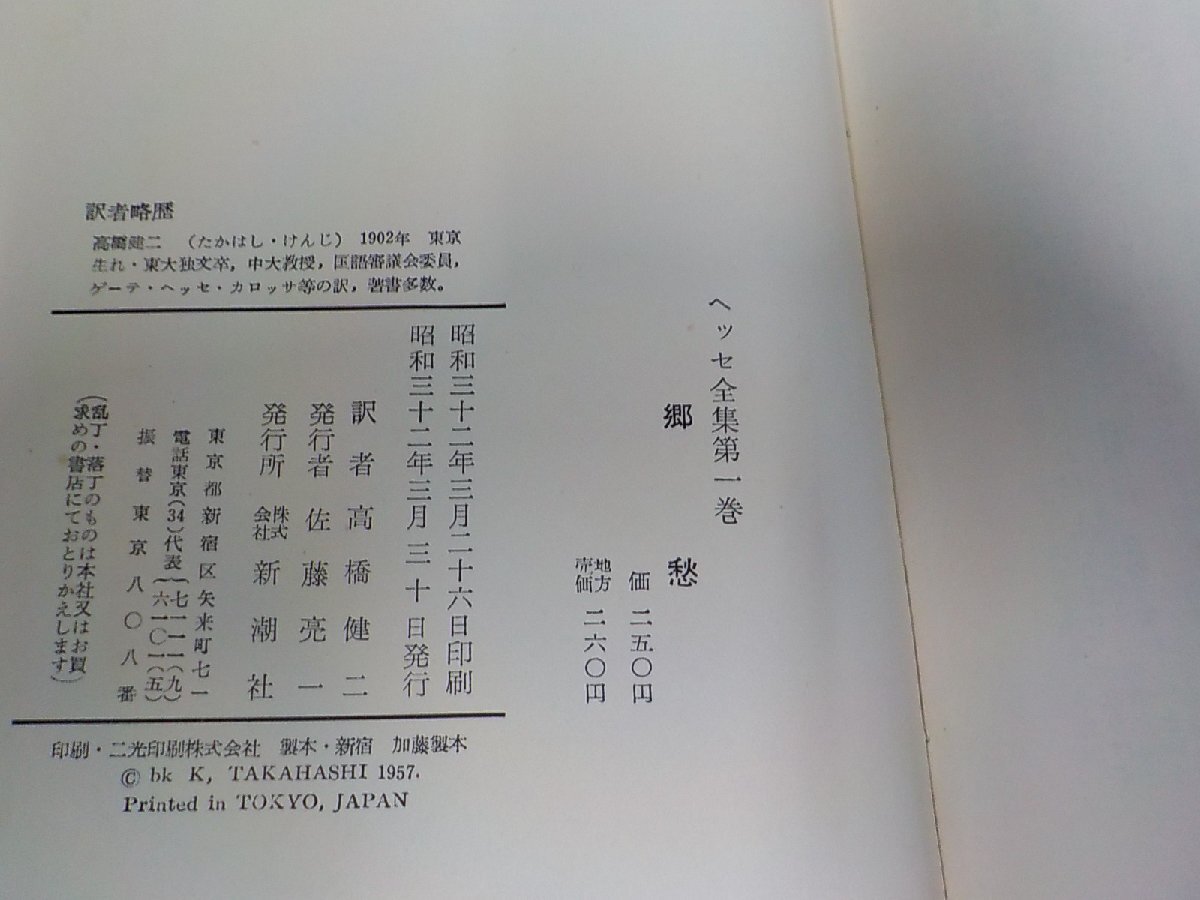 ヘッセ全集第一巻
郷愁
価 二五〇円
地方売価 二六〇円
訳者略歴
高橋健二 (たかはし・けんじ) 1902年 東京
生れ・東大独文卒, 中大教授, 国語審議会委員,
ゲーテ・ヘッセ・カロッサ等の訳, 著書多数。
昭和三十二年三月二十六日印刷
昭和三十二年三月三十日発行
訳者 高橋健二
発行者 佐藤亮一
発行所 株式会社 新潮社
東京都新宿区矢来町七一
電話東京(34)代表(七一一一(九)
六一〇一(五)
振替東京八〇八番
(乱丁・落丁のものは本社又はお買
求めの書店にておとりかえします)
印刷・二光印刷株式会社 製本・新宿 加藤製本
© bk K, TAKAHASHI 1957.
Printed in TOKYO, JAPAN